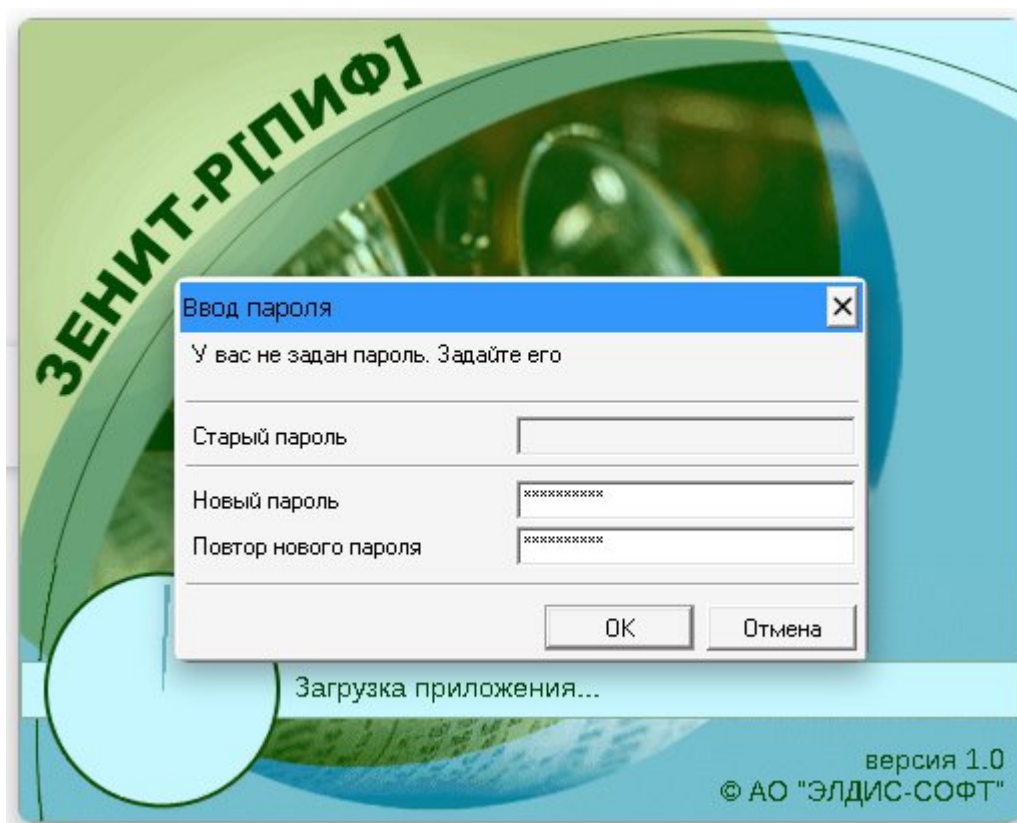 ЗЕНИТ-Р[ПИФ]
Ввод пароля
У вас не задан пароль. Задайте его
Старый пароль
Новый пароль
**********
Повтор нового пароля
**********
OK
Отмена
Загрузка приложения...
версия 1.0
© АО "ЭЛДИС-СОФТ"